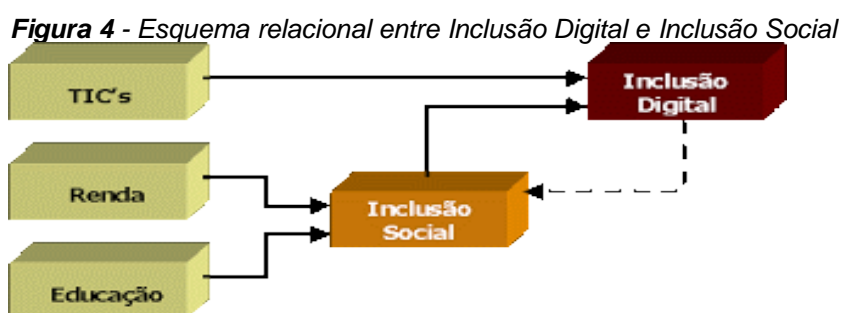 Figura 4 - Esquema relacional entre Inclusão Digital e Inclusão Social
TIC's
Inclusão
Digital
Renda
Inclusão
Social
Educação